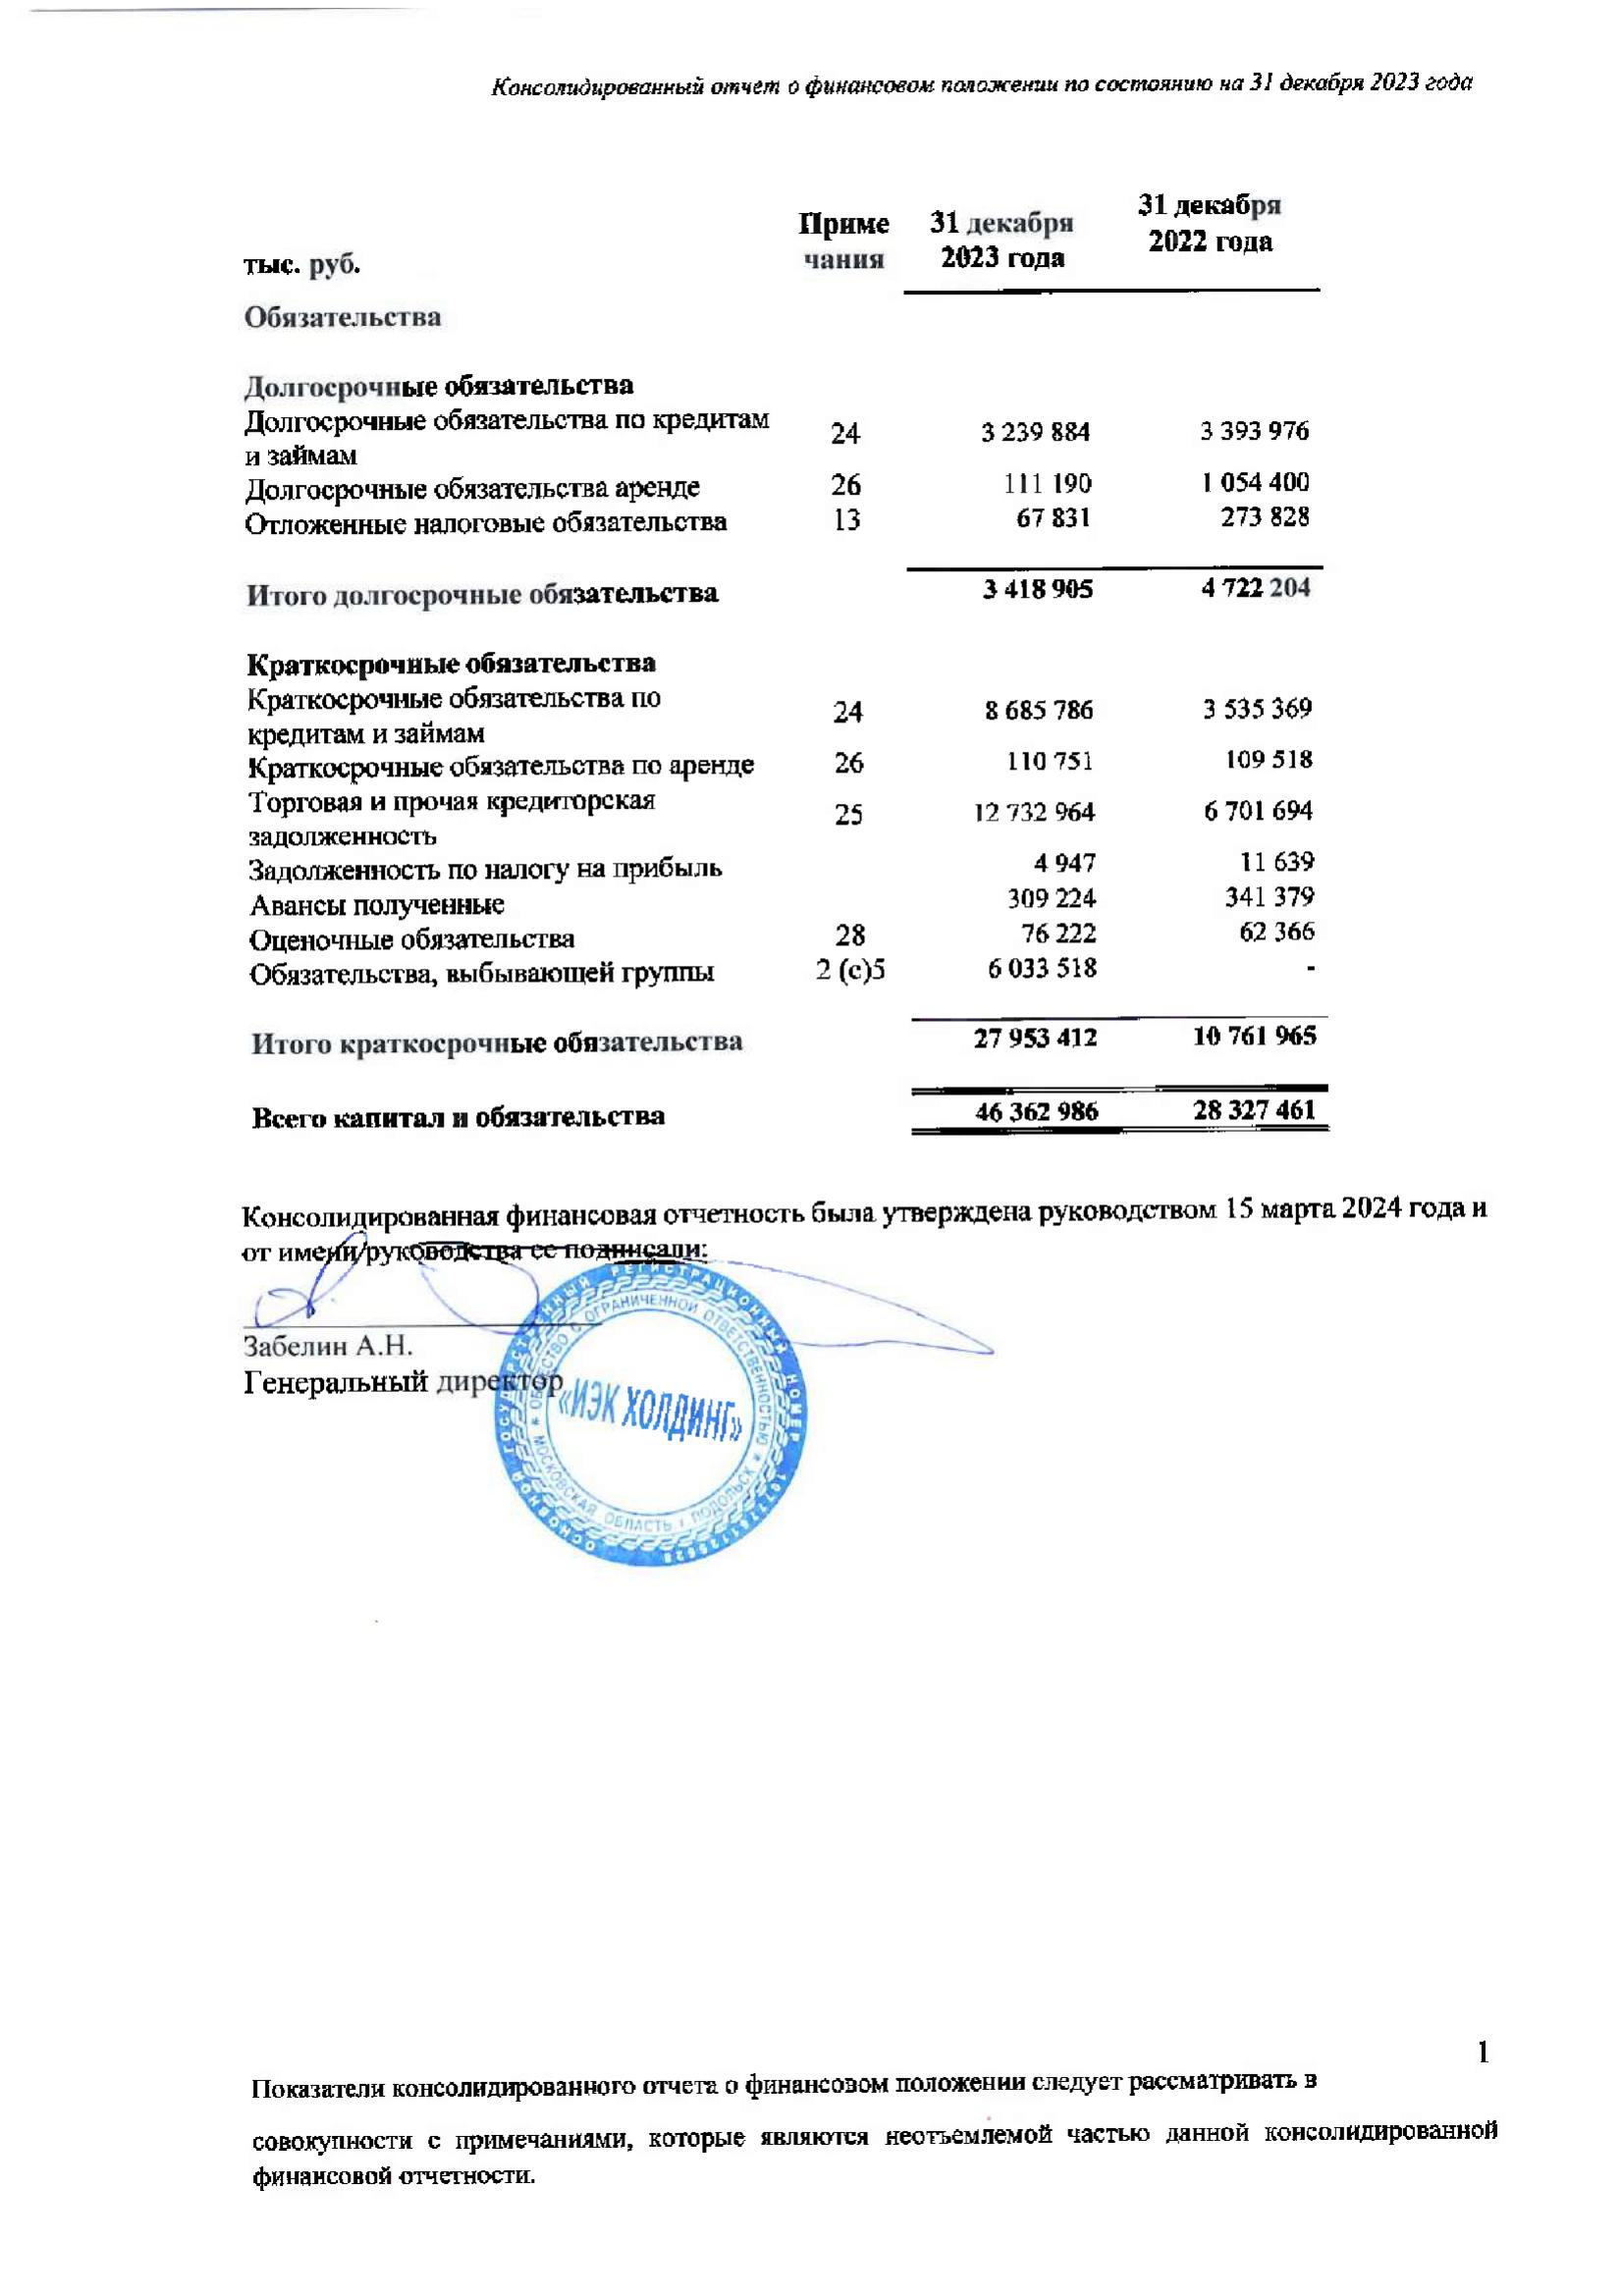 Консолидированный отчет о финансовом положении по состоянию на 31 декабря 2023 года
тыс. руб. Приме чания 31 декабря 2023 года 31 декабря 2022 года
Обязательства
Долгосрочные обязательства
Долгосрочные обязательства по кредитам
и займам 24 3 239 884 3 393 976
Долгосрочные обязательства аренде 26 111 190 1 054 400
Отложенные налоговые обязательства 13 67 831 273 828
Итого долгосрочные обязательства 3 418 905 4 722 204
Краткосрочные обязательства
Краткосрочные обязательства по
кредитам и займам 24 8 685 786 3 535 369
Краткосрочные обязательства по аренде 26 110 751 109 518
Торговая и прочая кредиторская
задолженность 25 12 732 964 6 701 694
Задолженность по налогу на прибыль 4 947 11 639
Авансы полученные 309 224 341 379
Оценочные обязательства 28 76 222 62 366
Обязательства, выбывающей группы 2 (с)5 6 033 518 -
Итого краткосрочные обязательства 27 953 412 10 761 965
Всего капитал и обязательства 46 362 986 28 327 461
Консолидированная финансовая отчетность была утверждена руководством 15 марта 2024 года и
от имени руководства ее подписали:
Забелин А.Н.
Генеральный директор
ОСНОВНОЙ ГОСУДАРСТВЕННЫЙ РЕГИСТРАЦИОННЫЙ НОМЕР
ОБЩЕСТВО С ОГРАНИЧЕННОЙ ОТВЕТСТВЕННОСТЬЮ
МОСКОВСКАЯ ОБЛАСТЬ г ПОДОЛЬСК
«ИЭК ХОЛДИНГ»
1
Показатели консолидированного отчета о финансовом положении следует рассматривать в
совокупности с примечаниями, которые являются неотъемлемой частью данной консолидированной
финансовой отчетности.